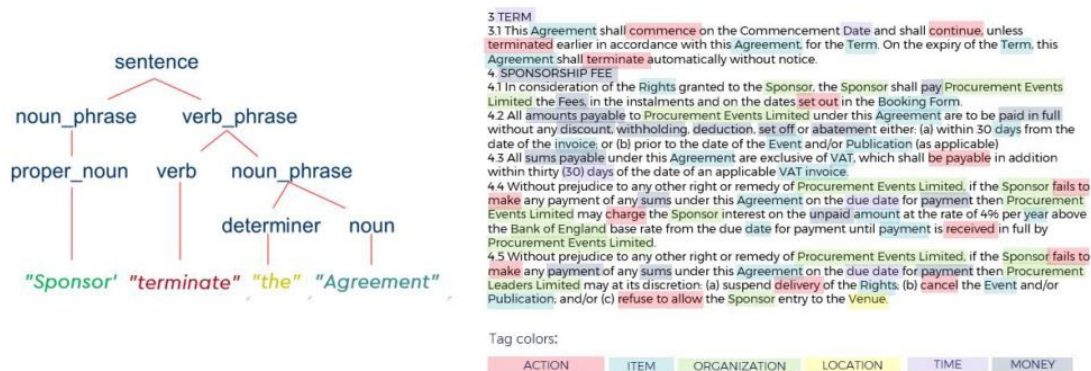 sentence
noun_phrase verb_phrase
proper_noun verb noun_phrase
determiner noun
"Sponsor' "terminate" "the" "Agreement"
3 TERM
3.1 This Agreement shall commence on the Commencement Date and shall continue, unless
terminated earlier in accordance with this Agreement, for the Term. On the expiry of the Term, this
Agreement shall terminate automatically without notice.
4. SPONSORSHIP FEE
4.1 In consideration of the Rights granted to the Sponsor, the Sponsor shall pay Procurement Events
Limited the Fees, in the instalments and on the dates set out in the Booking Form.
4.2 All amounts payable to Procurement Events Limited under this Agreement are to be paid in full
without any discount, withholding, deduction, set off or abatement either: (a) within 30 days from the
date of the invoice; or (b) prior to the date of the Event and/or Publication (as applicable)
4.3 All sums payable under this Agreement are exclusive of VAT, which shall be payable in addition
within thirty (30) days of the date of an applicable VAT invoice.
4.4 Without prejudice to any other right or remedy of Procurement Events Limited, if the Sponsor fails to
make any payment of any sums under this Agreement on the due date for payment then Procurement
Events Limited may charge the Sponsor interest on the unpaid amount at the rate of 4% per year above
the Bank of England base rate from the due date for payment until payment is received in full by
Procurement Events Limited.
4.5 Without prejudice to any other right or remedy of Procurement Events Limited, if the Sponsor fails to
make any payment of any sums under this Agreement on the due date for payment then Procurement
Leaders Limited may at its discretion: (a) suspend delivery of the Rights; (b) cancel the Event and/or
Publication; and/or (c) refuse to allow the Sponsor entry to the Venue.
Tag colors:
ACTION ITEM ORGANIZATION LOCATION TIME MONEY